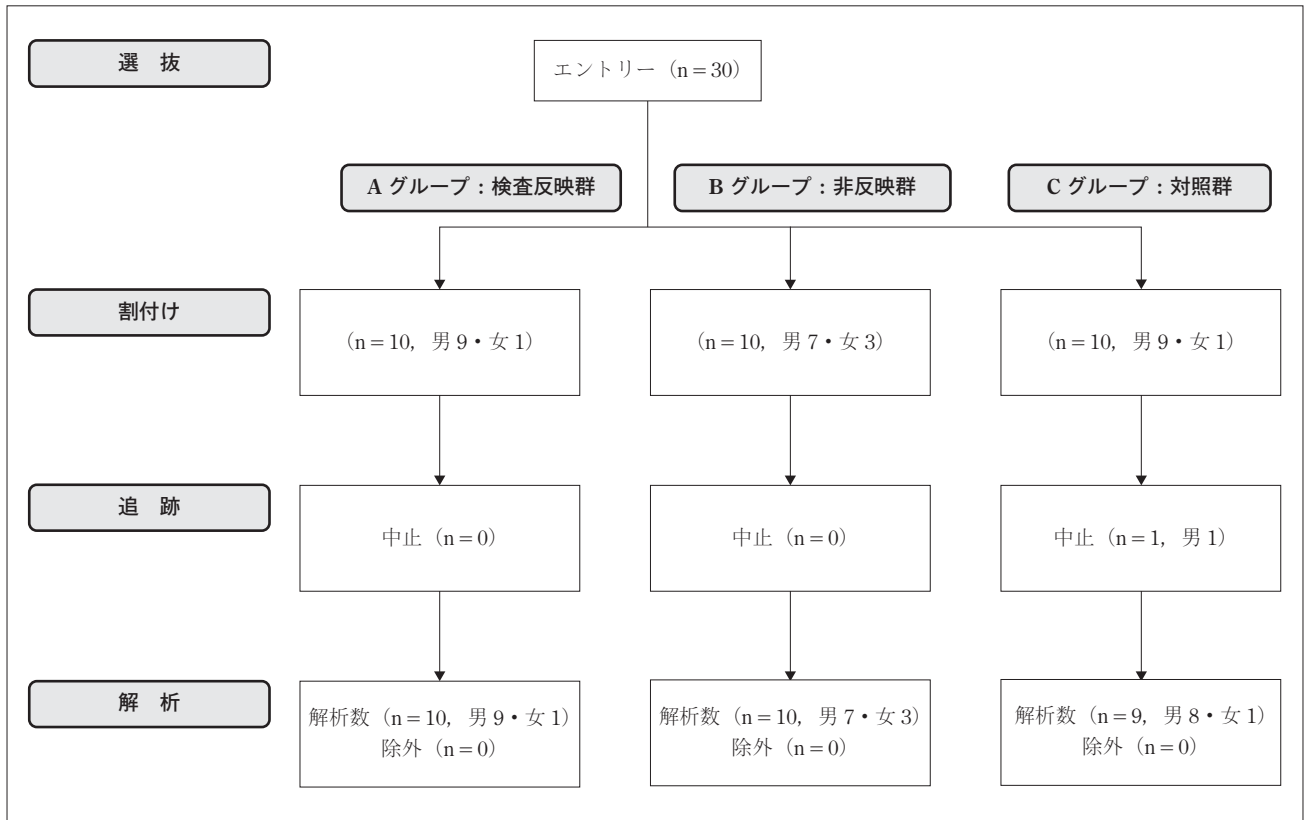 選 抜
エントリー (n = 30)
A グループ : 検査反映群
B グループ : 非反映群
C グループ : 対照群
割付け
(n = 10, 男 9・女 1)
(n = 10, 男 7・女 3)
(n = 10, 男 9・女 1)
追 跡
中止 (n = 0)
中止 (n = 0)
中止 (n = 1, 男 1)
解 析
解析数 (n = 10, 男 9・女 1)
除外 (n = 0)
解析数 (n = 10, 男 7・女 3)
除外 (n = 0)
解析数 (n = 9, 男 8・女 1)
除外 (n = 0)